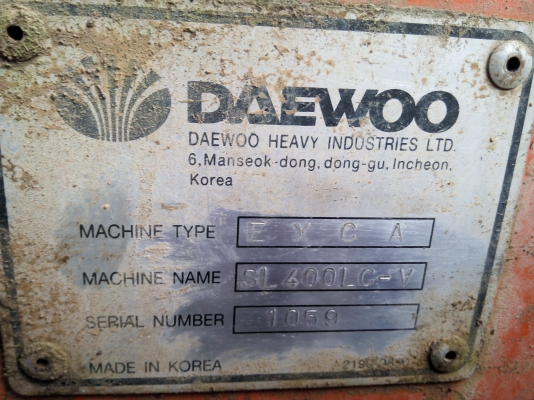 DAEWOO
DAEWOO HEAVY INDUSTRIES LTD.
6, Manseok-dong, dong-gu, Incheon,
Korea
MACHINE TYPE E X C A
MACHINE NAME SL400LC-V
SERIAL NUMBER 1059
MADE IN KOREA